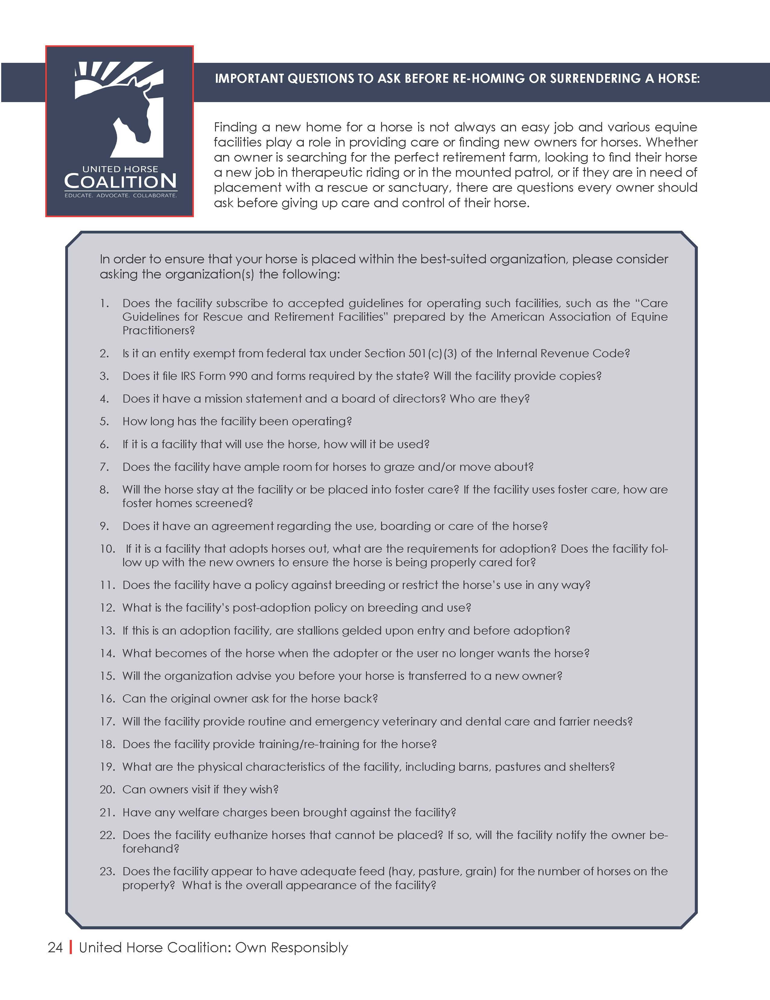 UNITED HORSE
COALITION
EDUCATE. ADVOCATE. COLLABORATE.
IMPORTANT QUESTIONS TO ASK BEFORE RE-HOMING OR SURRENDERING A HORSE:
Finding a new home for a horse is not always an easy job and various equine
facilities play a role in providing care or finding new owners for horses. Whether
an owner is searching for the perfect retirement farm, looking to find their horse
a new job in therapeutic riding or in the mounted patrol, or if they are in need of
placement with a rescue or sanctuary, there are questions every owner should
ask before giving up care and control of their horse.
In order to ensure that your horse is placed within the best-suited organization, please consider
asking the organization(s) the following:
1. Does the facility subscribe to accepted guidelines for operating such facilities, such as the “Care
Guidelines for Rescue and Retirement Facilities” prepared by the American Association of Equine
Practitioners?
2. Is it an entity exempt from federal tax under Section 501(c)(3) of the Internal Revenue Code?
3. Does it file IRS Form 990 and forms required by the state? Will the facility provide copies?
4. Does it have a mission statement and a board of directors? Who are they?
5. How long has the facility been operating?
6. If it is a facility that will use the horse, how will it be used?
7. Does the facility have ample room for horses to graze and/or move about?
8. Will the horse stay at the facility or be placed into foster care? If the facility uses foster care, how are
foster homes screened?
9. Does it have an agreement regarding the use, boarding or care of the horse?
10. If it is a facility that adopts horses out, what are the requirements for adoption? Does the facility fol-
low up with the new owners to ensure the horse is being properly cared for?
11. Does the facility have a policy against breeding or restrict the horse’s use in any way?
12. What is the facility’s post-adoption policy on breeding and use?
13. If this is an adoption facility, are stallions gelded upon entry and before adoption?
14. What becomes of the horse when the adopter or the user no longer wants the horse?
15. Will the organization advise you before your horse is transferred to a new owner?
16. Can the original owner ask for the horse back?
17. Will the facility provide routine and emergency veterinary and dental care and farrier needs?
18. Does the facility provide training/re-training for the horse?
19. What are the physical characteristics of the facility, including barns, pastures and shelters?
20. Can owners visit if they wish?
21. Have any welfare charges been brought against the facility?
22. Does the facility euthanize horses that cannot be placed? If so, will the facility notify the owner be-
forehand?
23. Does the facility appear to have adequate feed (hay, pasture, grain) for the number of horses on the
property? What is the overall appearance of the facility?
24 | United Horse Coalition: Own Responsibly